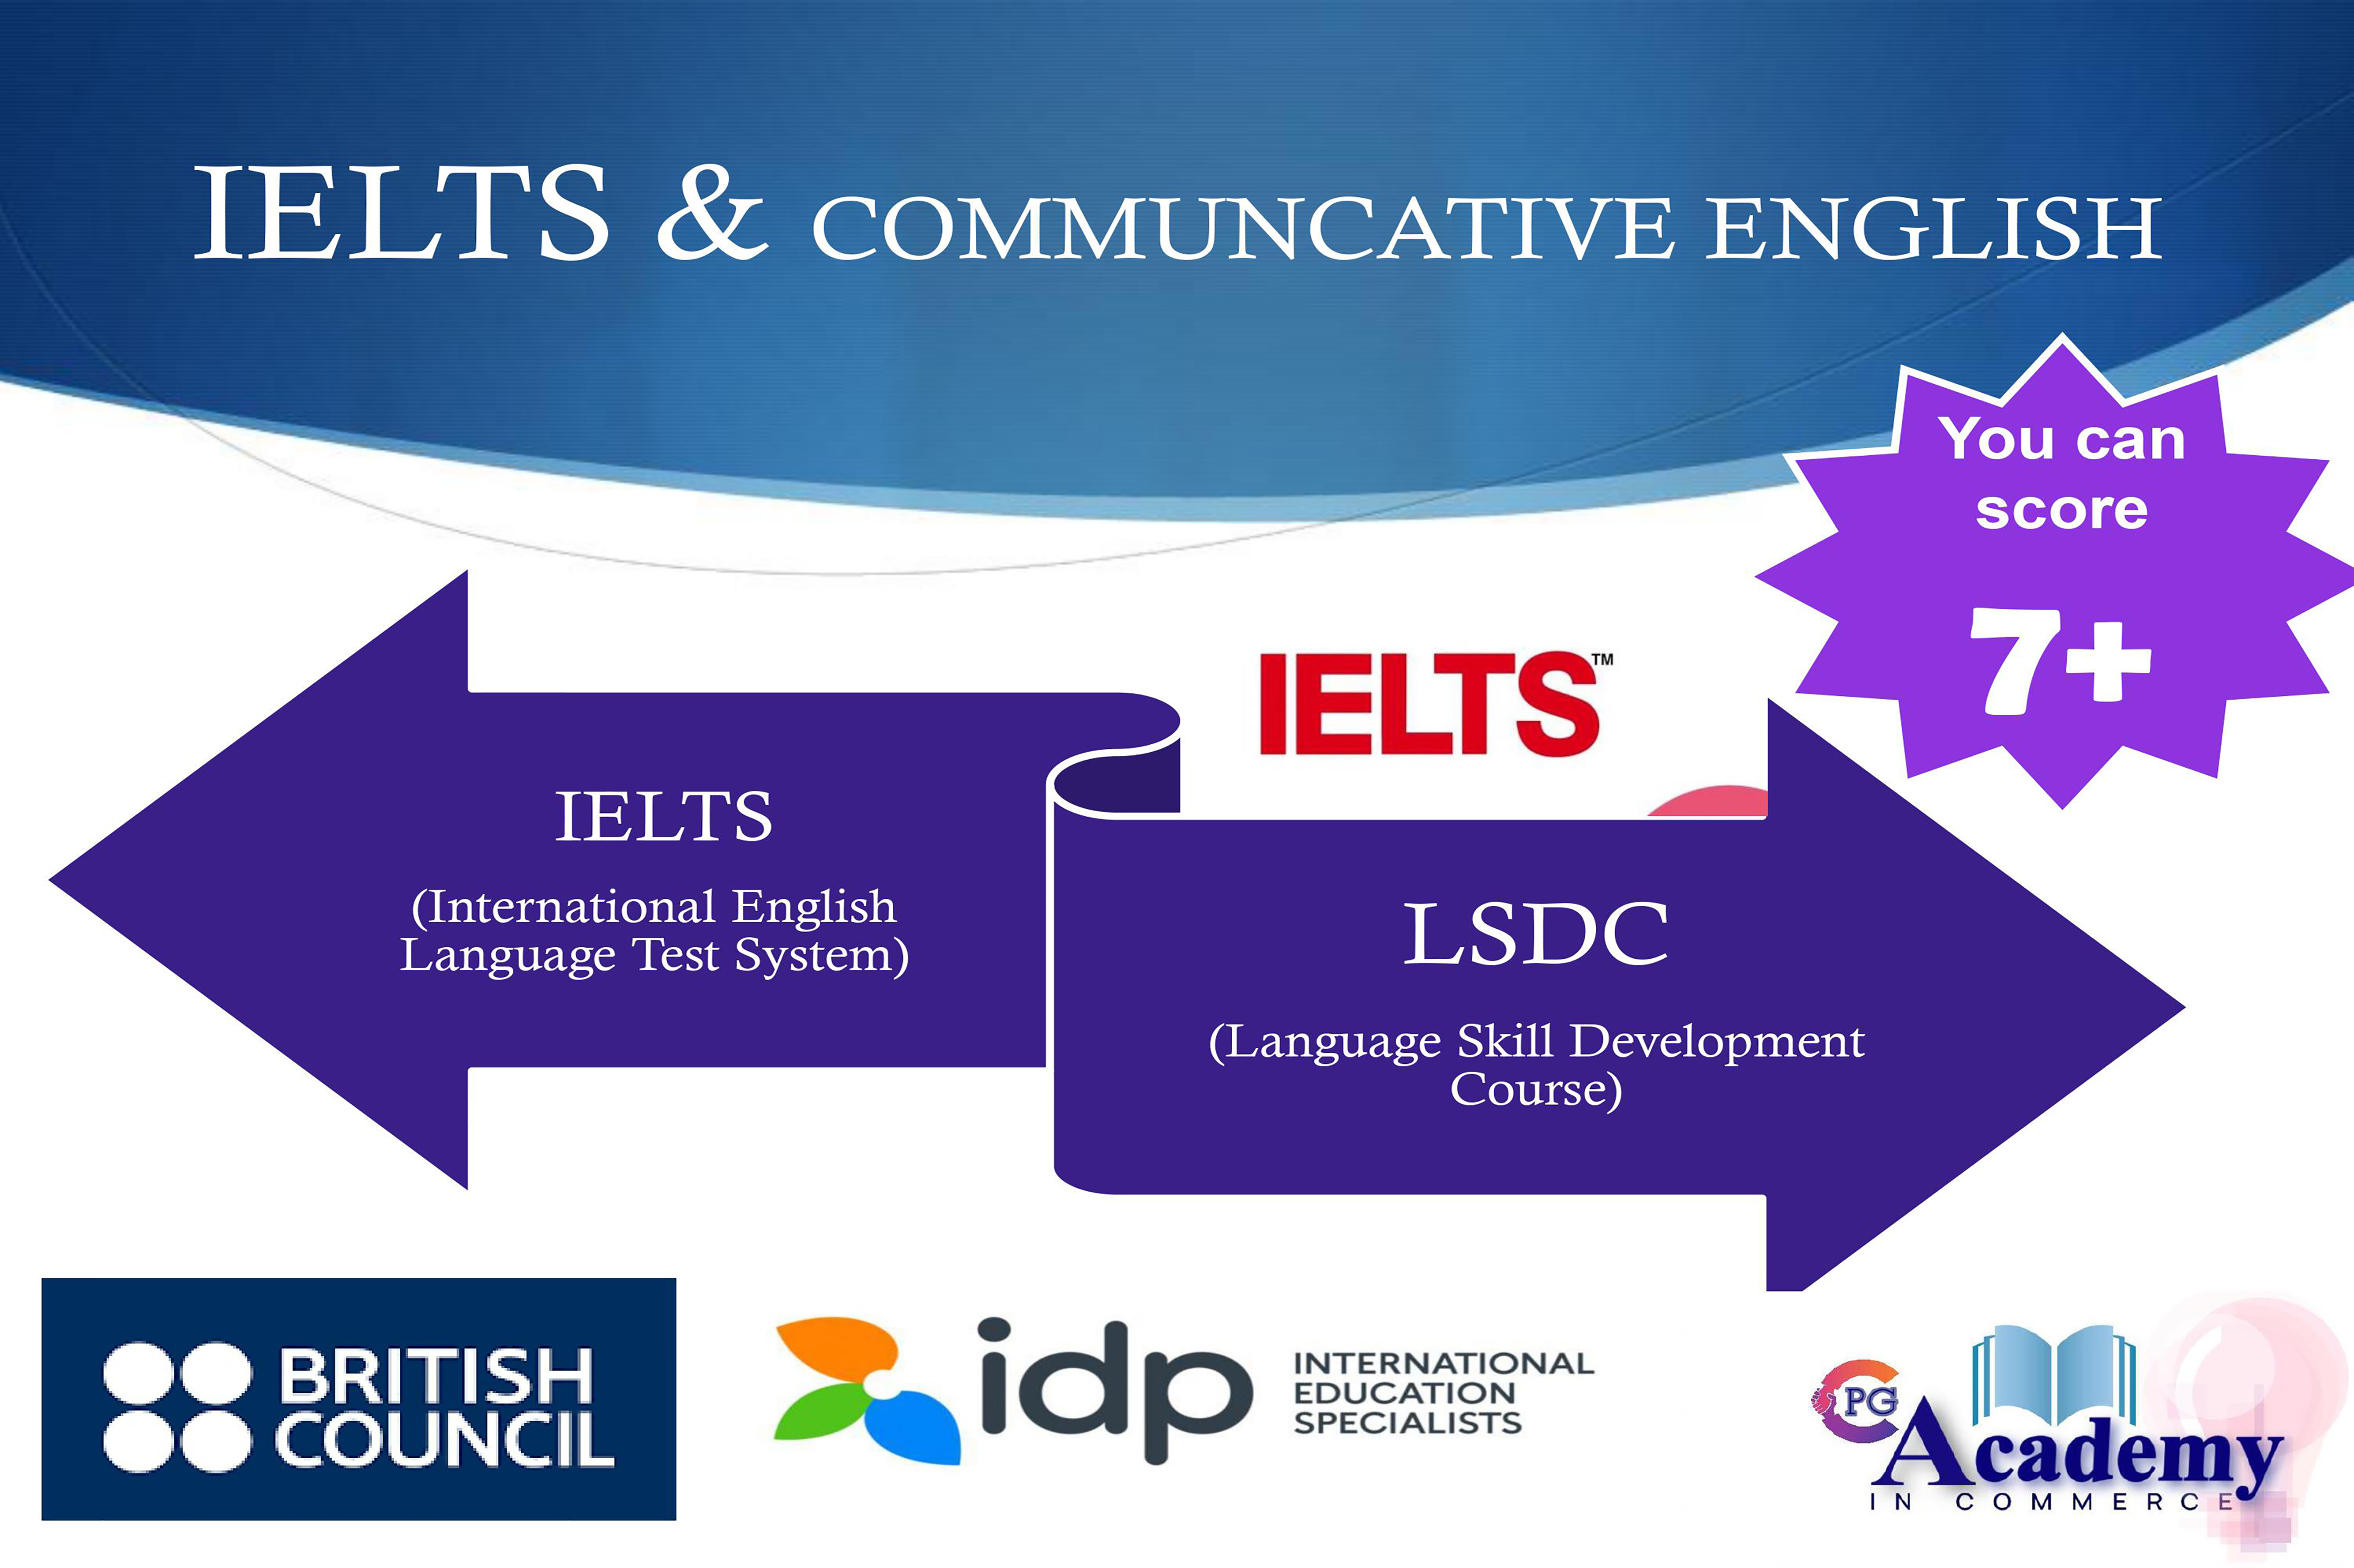 IELTS & COMMUNCATIVE ENGLISH
You can
score
7+
IELTS™
IELTS
(International English
Language Test System)
LSDC
(Language Skill Development
Course)
BRITISH
COUNCIL
idp
INTERNATIONAL
EDUCATION
SPECIALISTS
PG
Academy
IN COMMERCE